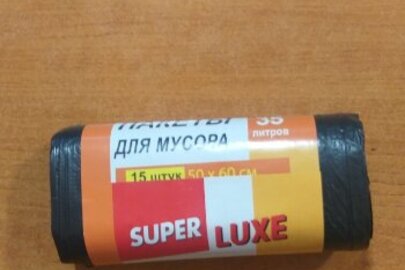 ПАКЕТЫ 35
ДЛЯ МУСОРА литров
15 штук 50 х 60 см
SUPER LUXE